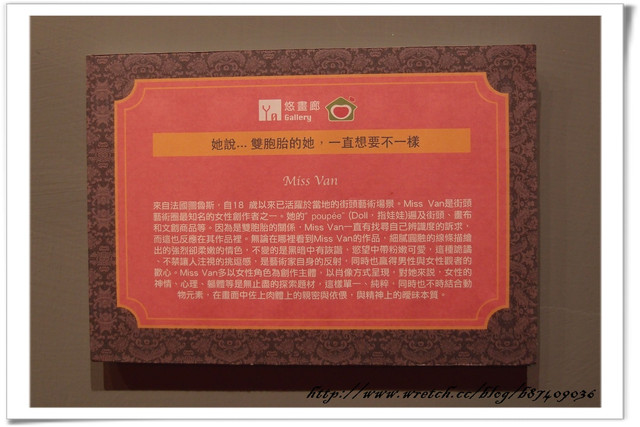 YB 悠畫廊
Gallery
她說... 雙胞胎的她，一直想要不一樣
Miss Van
來自法國圖魯斯，自18 歲以來已活躍於當地的街頭藝術場景。Miss Van是街頭
藝術圈最知名的女性創作者之一。她的" poupée" (Doll，指娃娃)遍及街頭、畫布
和文創商品等。因為是雙胞胎的關係，Miss Van一直有找尋自己辨識度的訴求，
而這也反應在其作品裡。無論在哪裡看到Miss Van的作品，細膩圓熟的線條描繪
出的強烈卻柔嫩的情色，不變的是黑暗中有詼諧，慾望中帶粉嫩可愛，這種詭譎
、不禁讓人注視的挑逗感，是藝術家自身的反射，同時也贏得男性與女性觀者的
歡心。Miss Van多以女性角色為創作主體，以肖像方式呈現，對她來說，女性的
神情、心理、軀體等是無止盡的探索題材，這樣單一、純粹，同時也不時結合動
物元素，在畫面中佐上肉體上的親密與依偎，與精神上的曖昧本質。
http://www.wretch.cc/blog/b87409036